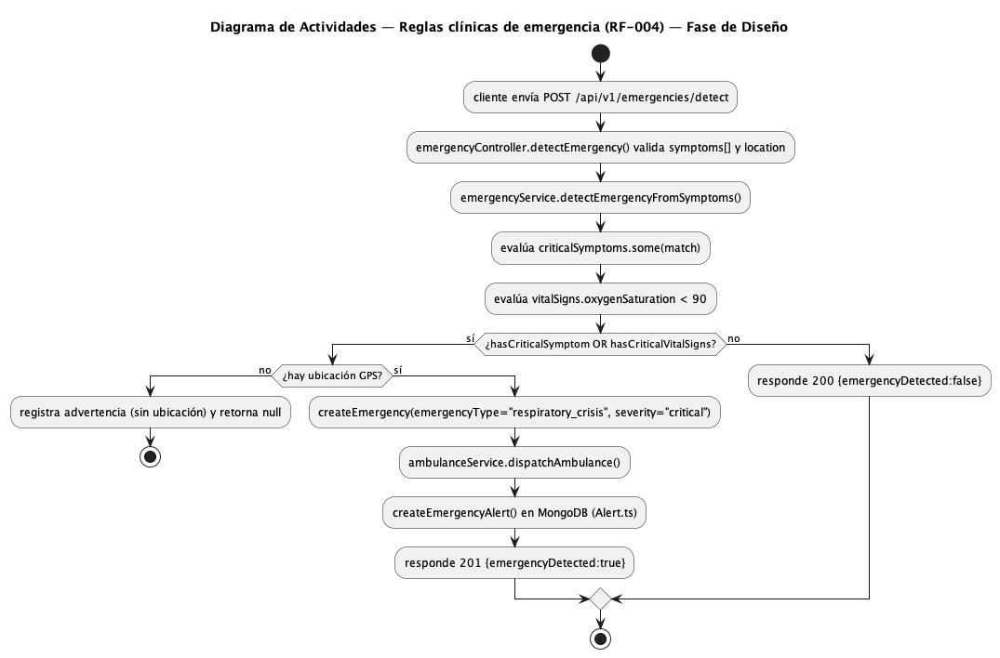 Diagrama de Actividades — Reglas clínicas de emergencia (RF-004) — Fase de Diseño
cliente envía POST /api/v1/emergencies/detect
emergencyController.detectEmergency() valida symptoms[] y location
emergencyService.detectEmergencyFromSymptoms()
evalúa criticalSymptoms.some(match)
evalúa vitalSigns.oxygenSaturation < 90
sí
¿hasCriticalSymptom OR hasCriticalVitalSigns?
no
no
¿hay ubicación GPS?
sí
responde 200 {emergencyDetected:false}
registra advertencia (sin ubicación) y retorna null
createEmergency(emergencyType="respiratory_crisis", severity="critical")
ambulanceService.dispatchAmbulance()
createEmergencyAlert() en MongoDB (Alert.ts)
responde 201 {emergencyDetected:true}